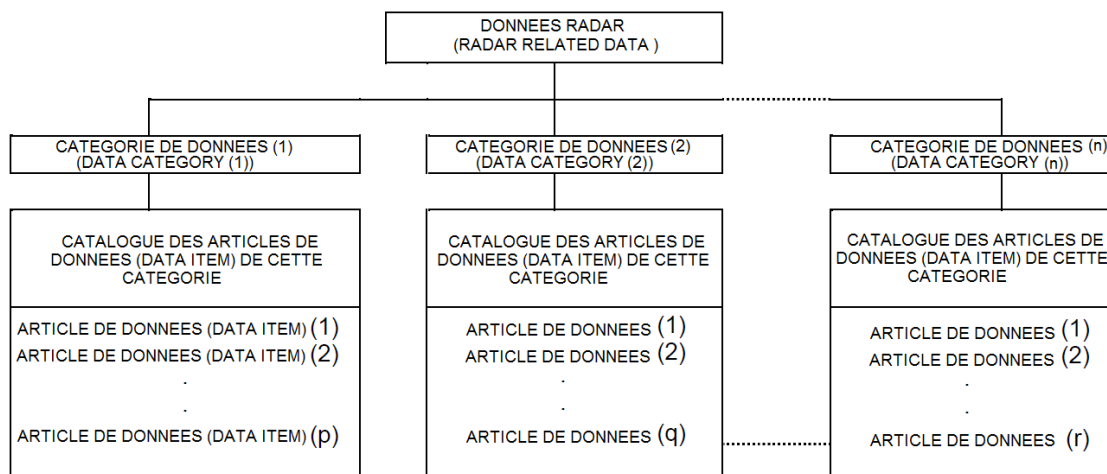 DONNEES RADAR
(RADAR RELATED DATA )
CATEGORIE DE DONNEES (1)
(DATA CATEGORY (1))
CATALOGUE DES ARTICLES DE
DONNEES (DATA ITEM) DE CETTE
CATEGORIE
ARTICLE DE DONNEES (DATA ITEM) (1)
ARTICLE DE DONNEES (DATA ITEM) (2)
.
.
ARTICLE DE DONNEES (DATA ITEM) (p)
CATEGORIE DE DONNEES (2)
(DATA CATEGORY (2))
CATALOGUE DES ARTICLES DE
DONNEES (DATA ITEM) DE CETTE
CATEGORIE
ARTICLE DE DONNEES (1)
ARTICLE DE DONNEES (2)
.
.
ARTICLE DE DONNEES (q)
CATEGORIE DE DONNEES (n)
(DATA CATEGORY (n))
CATALOGUE DES ARTICLES DE
DONNEES (DATA ITEM) DE CETTE
CATEGORIE
ARTICLE DE DONNEES (1)
ARTICLE DE DONNEES (2)
.
.
ARTICLE DE DONNEES (r)